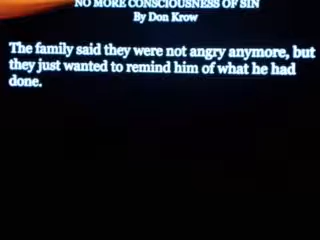 NO MORE CONSCIOUSNESS OF SIN
By Don Krow
The family said they were not angry anymore, but
they just wanted to remind him of what he had
done.